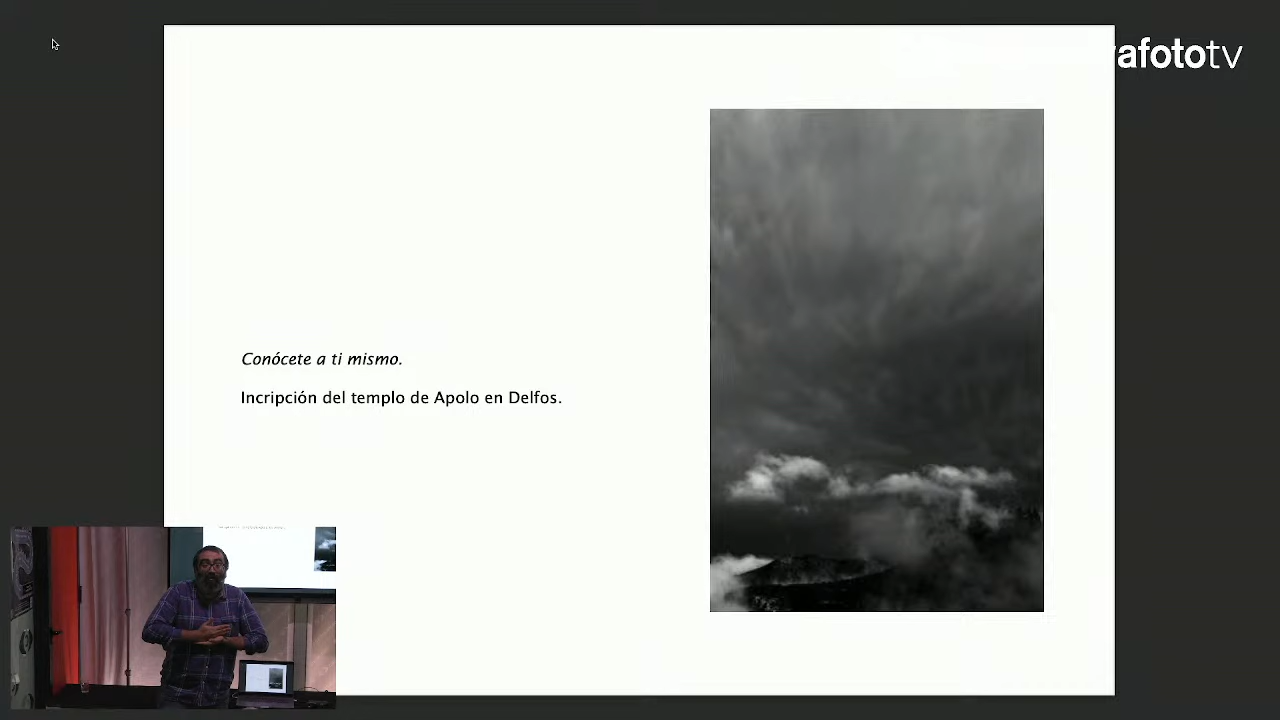 afototv
Conócete a ti mismo.
Incripción del templo de Apolo en Delfos.